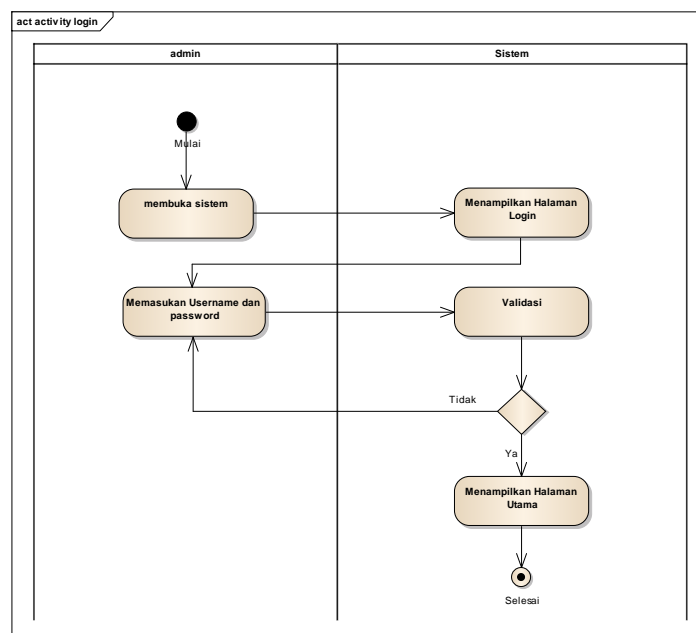 act activity login
admin
Sistem
Mulai
membuka sistem
Menampilkan Halaman
Login
Memasukan Username dan
password
Validasi
Tidak
Ya
Menampilkan Halaman
Utama
Selesai